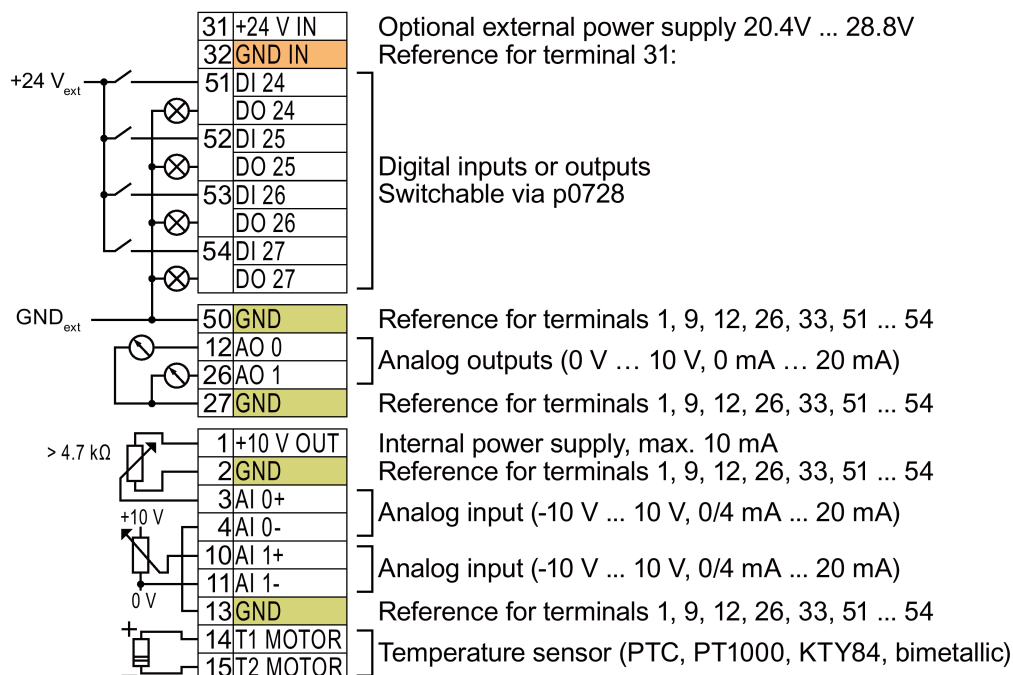 31 +24 V IN Optional external power supply 20.4V ... 28.8V
32 GND IN Reference for terminal 31:
+24 Vext 51 DI 24
DO 24
52 DI 25
DO 25 Digital inputs or outputs
53 DI 26 Switchable via p0728
DO 26
54 DI 27
DO 27
GNDext 50 GND Reference for terminals 1, 9, 12, 26, 33, 51 ... 54
12 AO 0
Analog outputs (0 V … 10 V, 0 mA … 20 mA)
26 AO 1
27 GND Reference for terminals 1, 9, 12, 26, 33, 51 ... 54
> 4.7 kΩ 1 +10 V OUT Internal power supply, max. 10 mA
2 GND Reference for terminals 1, 9, 12, 26, 33, 51 ... 54
3 AI 0+
Analog input (-10 V ... 10 V, 0/4 mA ... 20 mA)
+10 V 4 AI 0-
10 AI 1+
Analog input (-10 V ... 10 V, 0/4 mA ... 20 mA)
11 AI 1-
0 V 13 GND Reference for terminals 1, 9, 12, 26, 33, 51 ... 54
+ 14 T1 MOTOR
Temperature sensor (PTC, PT1000, KTY84, bimetallic)
15 T2 MOTOR